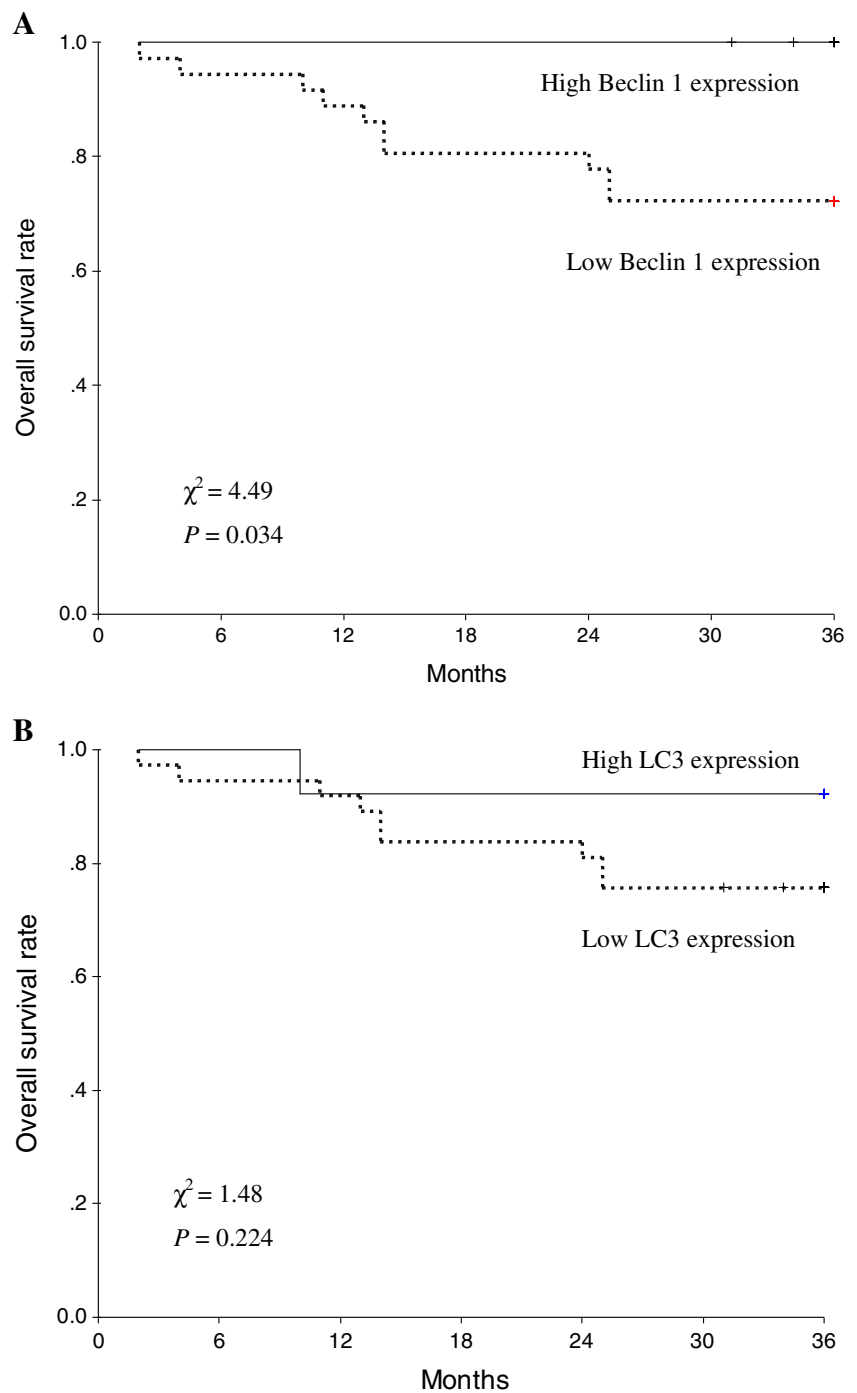 A
1.0
High Beclin 1 expression
.8
Low Beclin 1 expression
.6
Overall survival rate
.4
χ² = 4.49
.2
P = 0.034
0.0
0 6 12 18 24 30 36
Months
B
1.0
High LC3 expression
.8
Low LC3 expression
.6
Overall survival rate
.4
χ² = 1.48
.2
P = 0.224
0.0
0 6 12 18 24 30 36
Months